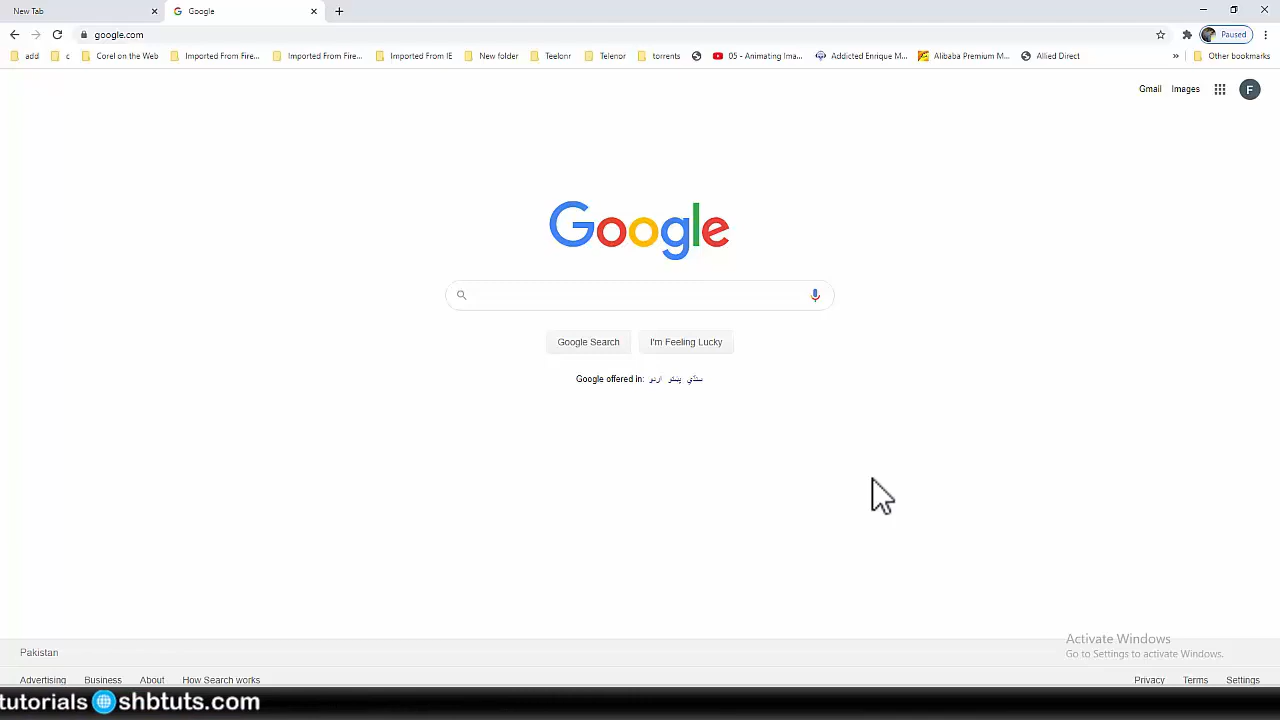 New Tab
Google
google.com
Paused
add
c
Corel on the Web
Imported From Fire...
Imported From Fire...
Imported From IE
New folder
Teelonr
Telenor
torrents
05 - Animating Ima...
Addicted Enrique M...
Alibaba Premium M...
Allied Direct
»
Other bookmarks
Gmail
Images
F
Google
Google Search
I'm Feeling Lucky
Google offered in: اردو پښتو سنڌي
Activate Windows
Go to Settings to activate Windows.
Pakistan
Advertising
Business
About
How Search works
Privacy
Terms
Settings
tutorials shbtuts.com